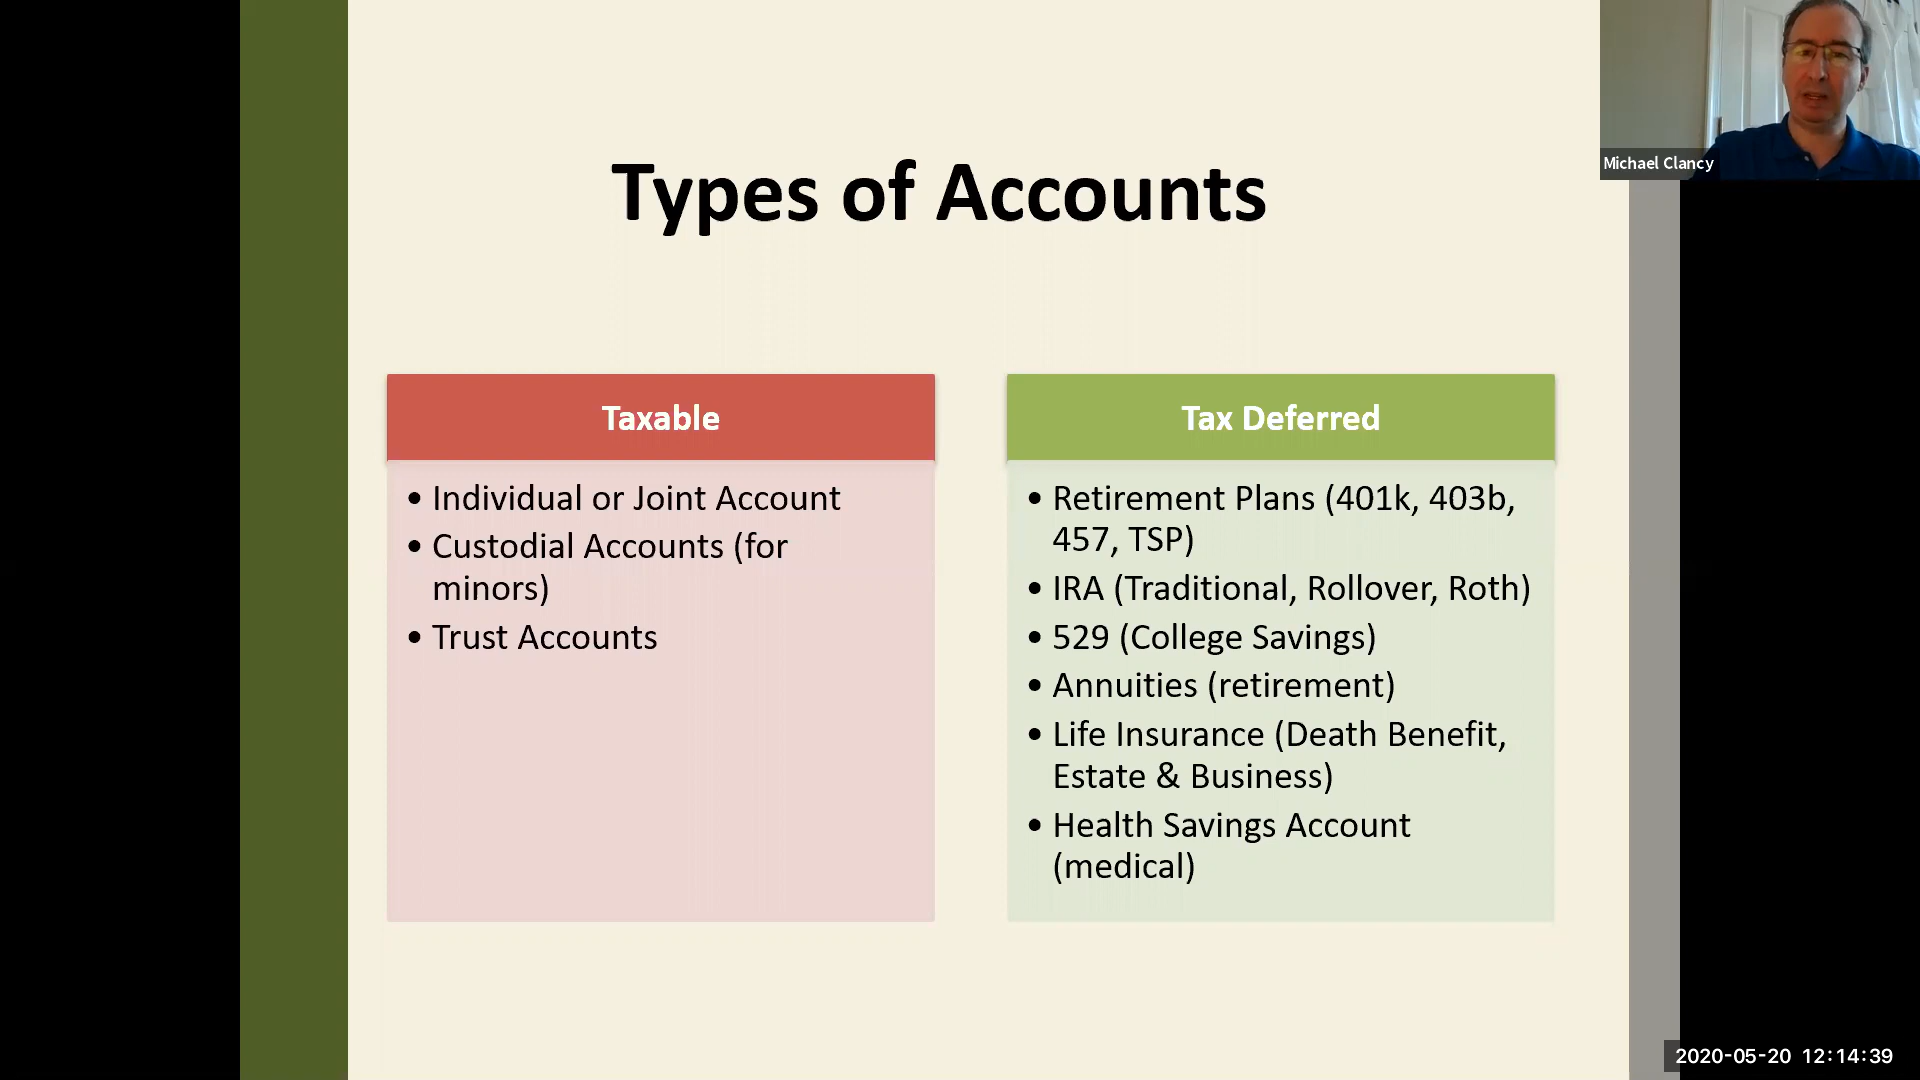 Michael Clancy
Types of Accounts
Taxable
• Individual or Joint Account
• Custodial Accounts (for
minors)
• Trust Accounts
Tax Deferred
• Retirement Plans (401k, 403b,
457, TSP)
• IRA (Traditional, Rollover, Roth)
• 529 (College Savings)
• Annuities (retirement)
• Life Insurance (Death Benefit,
Estate & Business)
• Health Savings Account
(medical)
2020-05-20 12:14:39